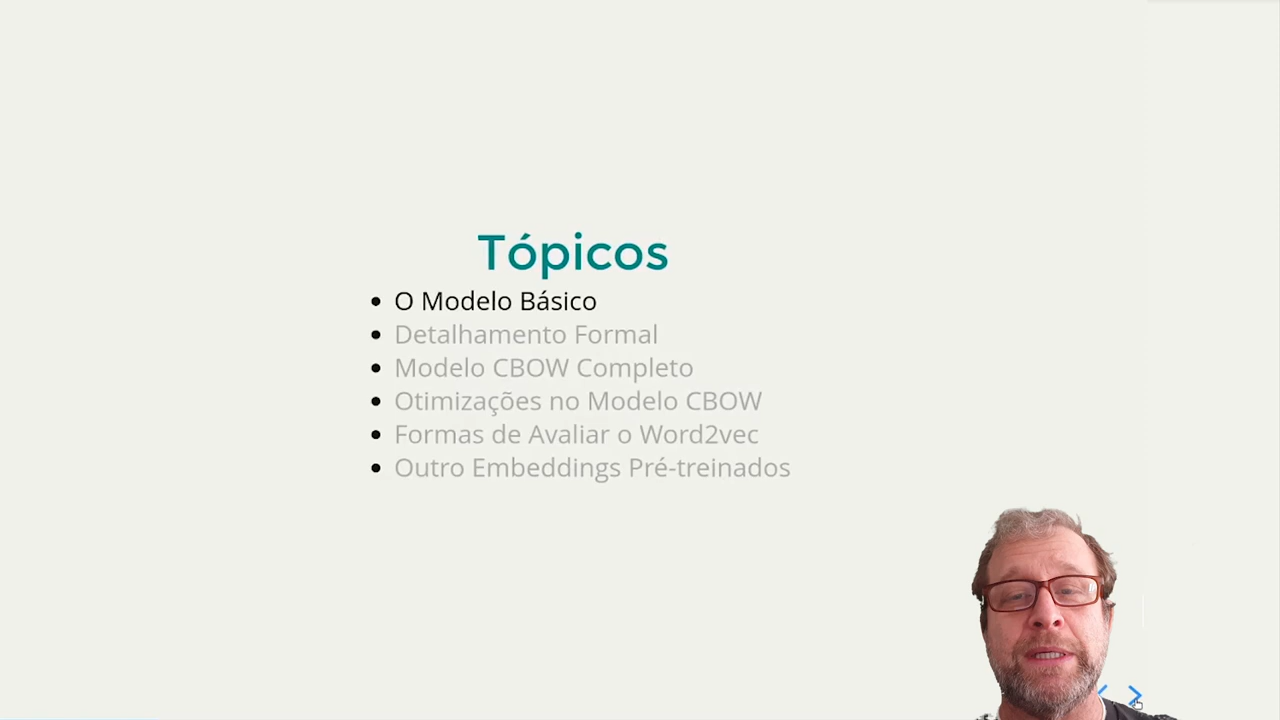 Tópicos
O Modelo Básico
Detalhamento Formal
Modelo CBOW Completo
Otimizações no Modelo CBOW
Formas de Avaliar o Word2vec
Outro Embeddings Pré-treinados